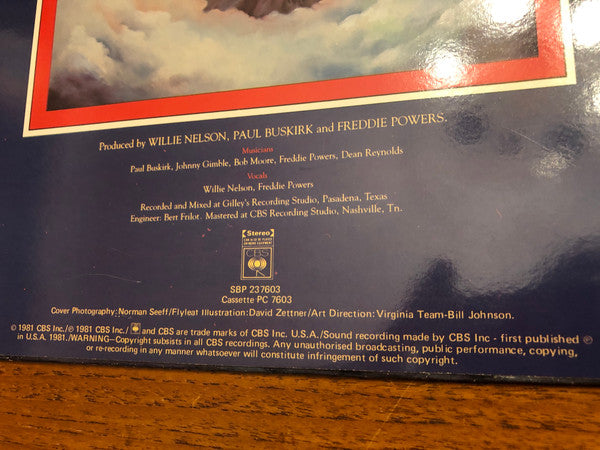 Produced by WILLIE NELSON, PAUL BUSKIRK and FREDDIE POWERS.
Musicians
Paul Buskirk, Johnny Gimble, Bob Moore, Freddie Powers, Dean Reynolds
Vocals
Willie Nelson, Freddie Powers
Recorded and Mixed at Gilley's Recording Studio, Pasadena, Texas
Engineer: Bert Frilot. Mastered at CBS Recording Studio, Nashville, Tn.
Stereo
CBS
SBP 237603
Cassette PC 7603
Cover Photography: Norman Seeff/Flyleat Illustration: David Zettner/Art Direction: Virginia Team-Bill Johnson.
© 1981 CBS Inc./℗ 1981 CBS Inc./ and CBS are trade marks of CBS Inc. U.S.A./Sound recording made by CBS Inc - first published ℗
in U.S.A. 1981./WARNING—Copyright subsists in all CBS recordings. Any unauthorised broadcasting, public performance, copying,
or re-recording in any manner whatsoever will constitute infringement of such copyright.